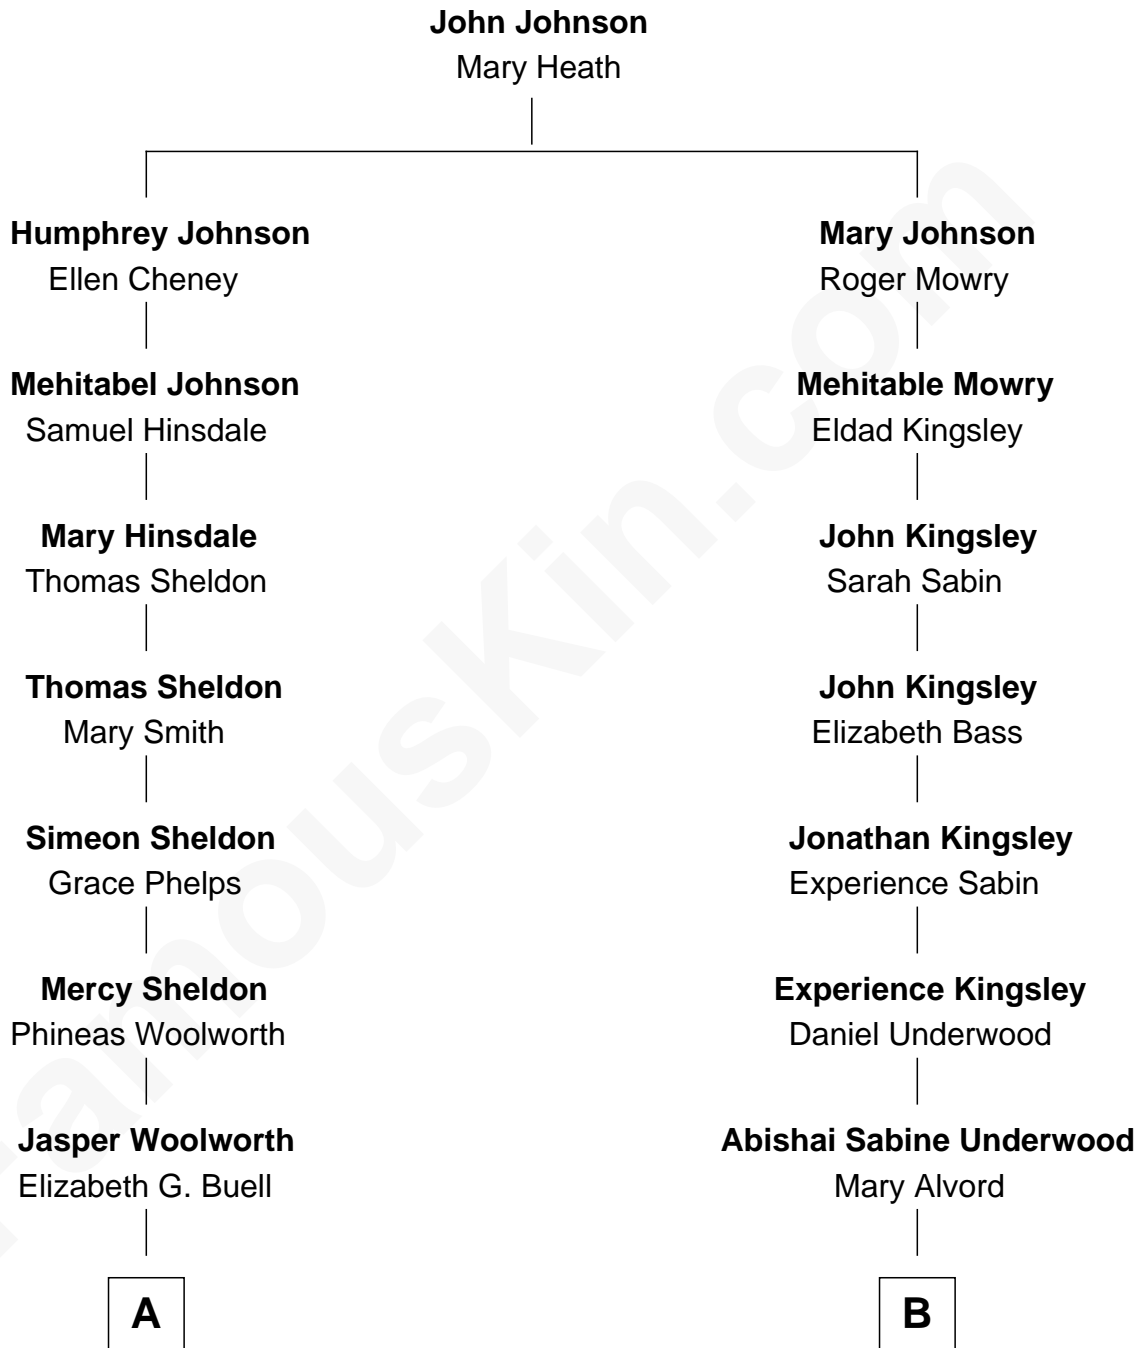 John Johnson
Mary Heath
Humphrey Johnson
Ellen Cheney
Mary Johnson
Roger Mowry
Mehitabel Johnson
Samuel Hinsdale
Mehitable Mowry
Eldad Kingsley
Mary Hinsdale
Thomas Sheldon
John Kingsley
Sarah Sabin
Thomas Sheldon
Mary Smith
John Kingsley
Elizabeth Bass
Simeon Sheldon
Grace Phelps
Jonathan Kingsley
Experience Sabin
Mercy Sheldon
Phineas Woolworth
Experience Kingsley
Daniel Underwood
Jasper Woolworth
Elizabeth G. Buell
Abishai Sabine Underwood
Mary Alvord
A
B
FamousKin.com